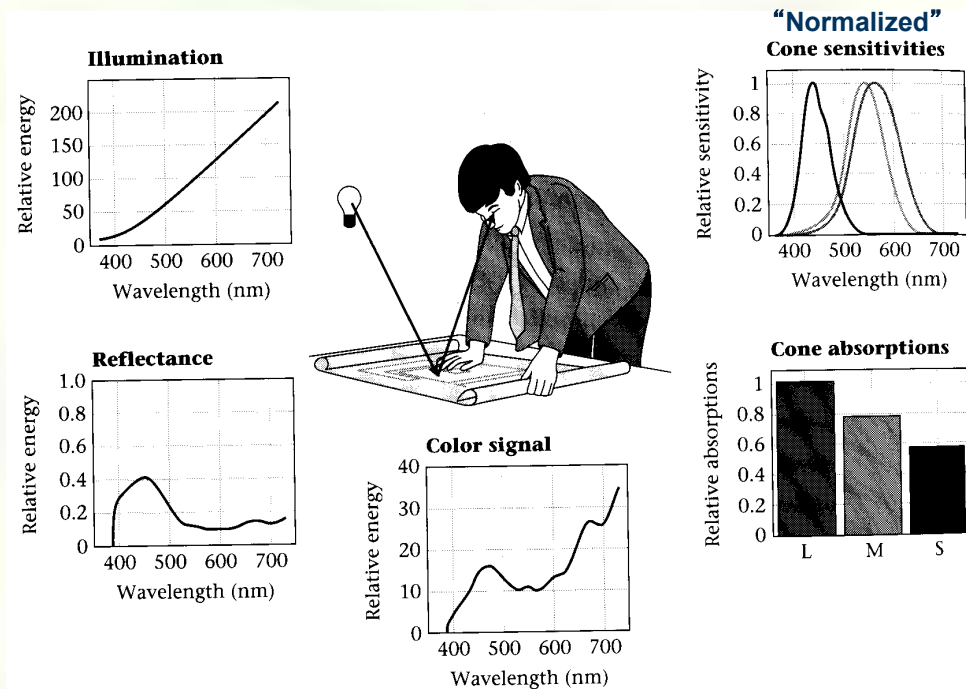 “Normalized”
Illumination
Relative energy
200
150
100
50
0
400 500 600 700
Wavelength (nm)
Cone sensitivities
Relative sensitivity
1
0.8
0.6
0.4
0.2
0
400 500 600 700
Wavelength (nm)
Reflectance
Relative energy
1.0
0.8
0.6
0.4
0.2
0
400 500 600 700
Wavelength (nm)
Color signal
Relative energy
40
30
20
10
0
400 500 600 700
Wavelength (nm)
Cone absorptions
Relative absorptions
1
0.8
0.6
0.4
0.2
0
L M S